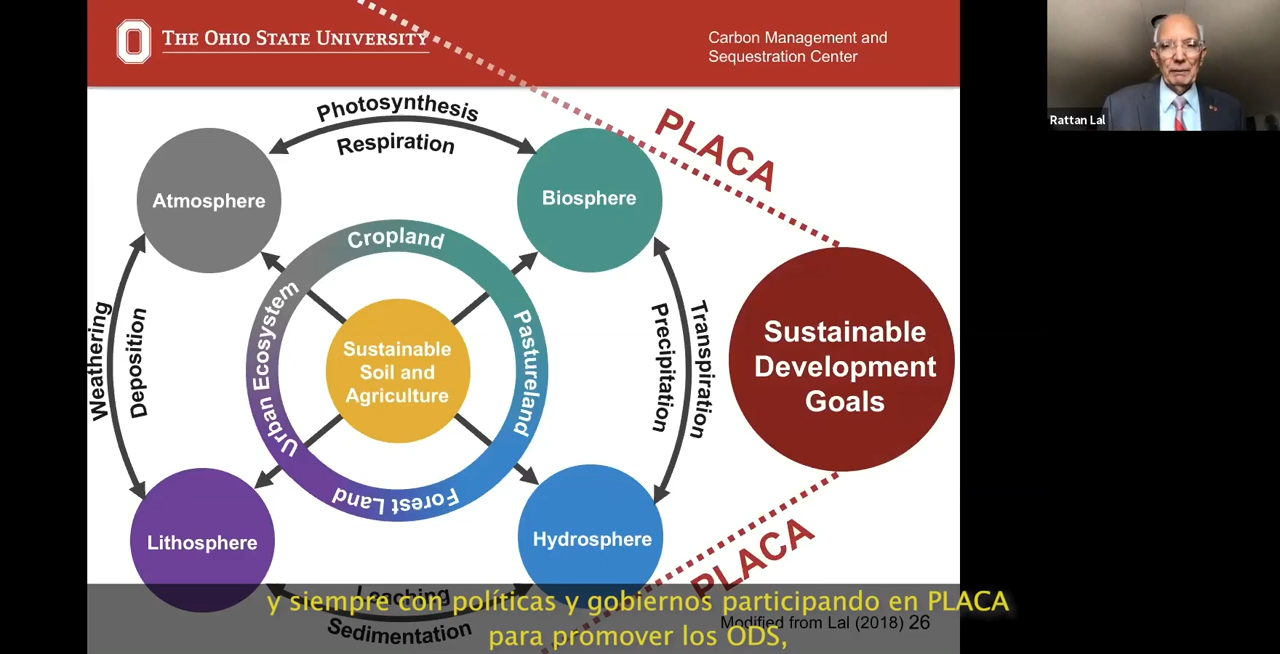 THE OHIO STATE UNIVERSITY
Carbon Management and
Sequestration Center
Rattan Lal
Photosynthesis
Respiration
PLACA
Atmosphere
Biosphere
Cropland
Pastureland
Forest Land
Urban Ecosystem
Sustainable
Soil and
Agriculture
Weathering
Deposition
Precipitation
Transpiration
Sustainable
Development
Goals
Lithosphere
Hydrosphere
PLACA
Leaching
Sedimentation
Modified from Lal (2018) 26
y siempre con políticas y gobiernos participando en PLACA
para promover los ODS,